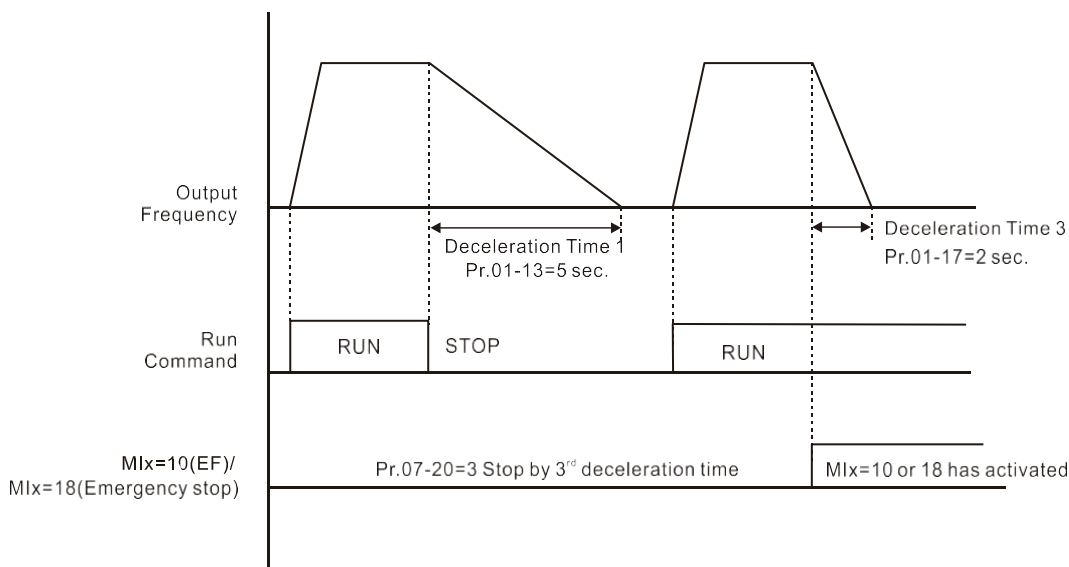 Output
Frequency
Deceleration Time 1
Pr.01-13=5 sec.
Deceleration Time 3
Pr.01-17=2 sec.
Run
Command
RUN
STOP
RUN
MIx=10(EF)/
MIx=18(Emergency stop)
Pr.07-20=3 Stop by 3rd deceleration time
MIx=10 or 18 has activated